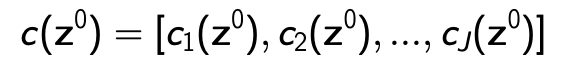 c(z⁰) = [c₁(z⁰), c₂(z⁰), ..., c_J(z⁰)]